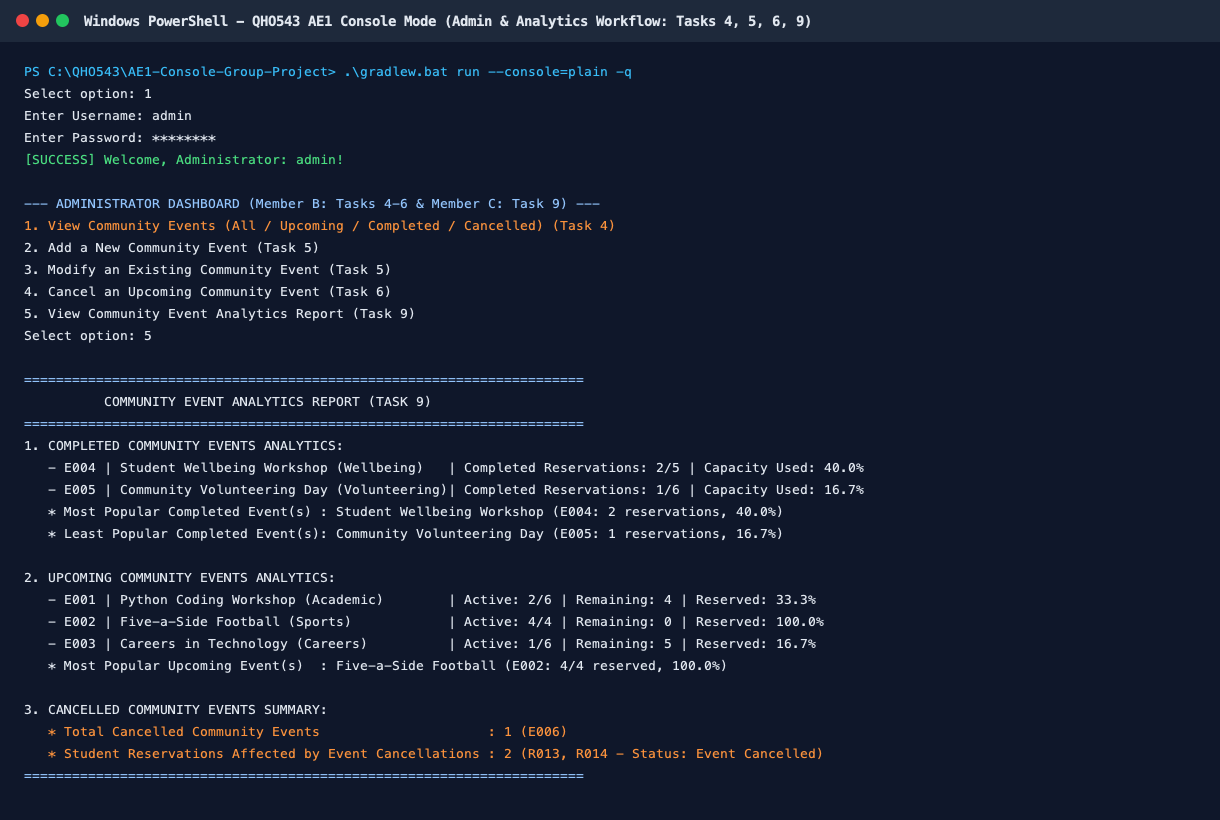 Windows PowerShell — QHO543 AE1 Console Mode (Admin & Analytics Workflow: Tasks 4, 5, 6, 9)
PS C:\QHO543\AE1-Console-Group-Project> .\gradlew.bat run --console=plain -q
Select option: 1
Enter Username: admin
Enter Password: ********
[SUCCESS] Welcome, Administrator: admin!
--- ADMINISTRATOR DASHBOARD (Member B: Tasks 4-6 & Member C: Task 9) ---
1. View Community Events (All / Upcoming / Completed / Cancelled) (Task 4)
2. Add a New Community Event (Task 5)
3. Modify an Existing Community Event (Task 5)
4. Cancel an Upcoming Community Event (Task 6)
5. View Community Event Analytics Report (Task 9)
Select option: 5
======================================================================
COMMUNITY EVENT ANALYTICS REPORT (TASK 9)
======================================================================
1. COMPLETED COMMUNITY EVENTS ANALYTICS:
- E004 | Student Wellbeing Workshop (Wellbeing)   | Completed Reservations: 2/5 | Capacity Used: 40.0%
- E005 | Community Volunteering Day (Volunteering)| Completed Reservations: 1/6 | Capacity Used: 16.7%
* Most Popular Completed Event(s) : Student Wellbeing Workshop (E004: 2 reservations, 40.0%)
* Least Popular Completed Event(s): Community Volunteering Day (E005: 1 reservations, 16.7%)
2. UPCOMING COMMUNITY EVENTS ANALYTICS:
- E001 | Python Coding Workshop (Academic)        | Active: 2/6 | Remaining: 4 | Reserved: 33.3%
- E002 | Five-a-Side Football (Sports)            | Active: 4/4 | Remaining: 0 | Reserved: 100.0%
- E003 | Careers in Technology (Careers)          | Active: 1/6 | Remaining: 5 | Reserved: 16.7%
* Most Popular Upcoming Event(s)  : Five-a-Side Football (E002: 4/4 reserved, 100.0%)
3. CANCELLED COMMUNITY EVENTS SUMMARY:
* Total Cancelled Community Events                     : 1 (E006)
* Student Reservations Affected by Event Cancellations : 2 (R013, R014 - Status: Event Cancelled)
======================================================================